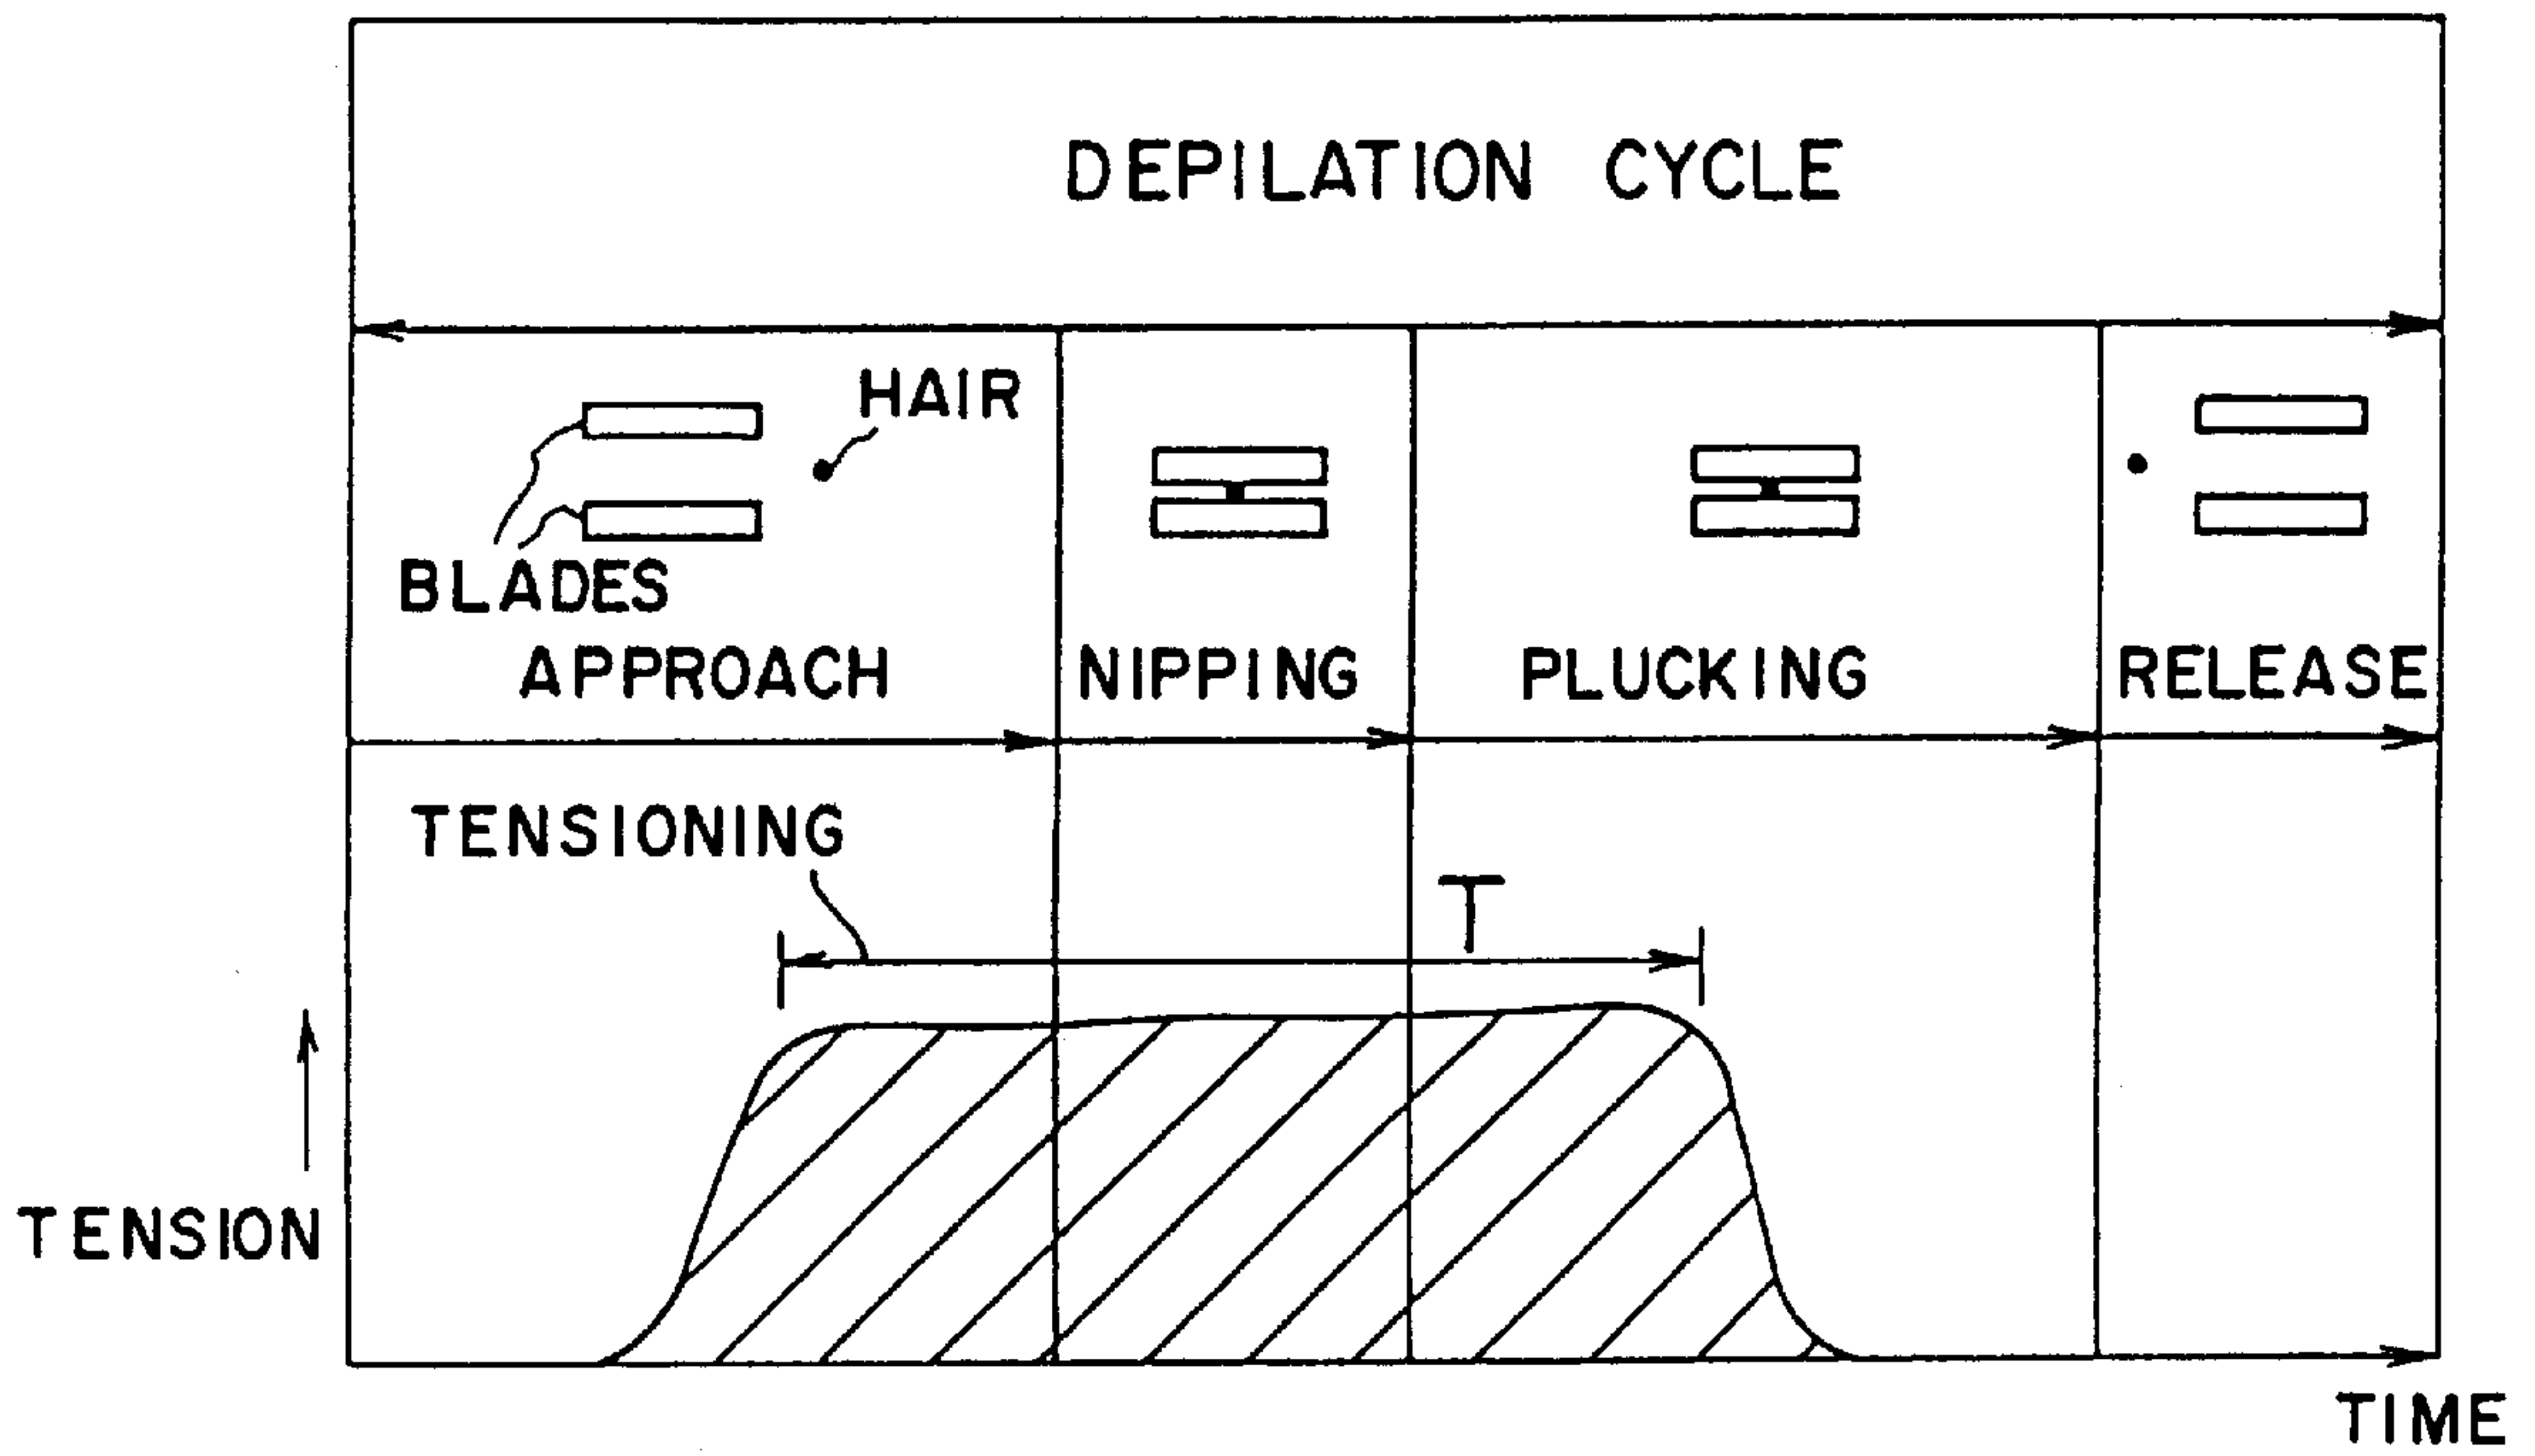 DEPILATION CYCLE
HAIR
BLADES
APPROACH
NIPPING
PLUCKING
RELEASE
TENSIONING
T
TENSION
TIME